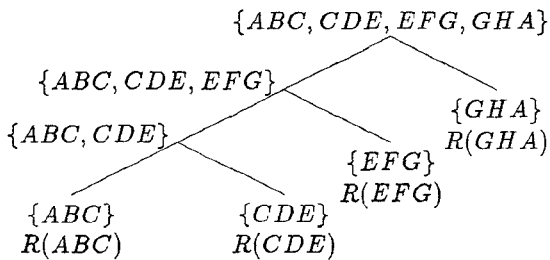 {ABC, CDE, EFG, GHA}
{ABC, CDE, EFG}
{GHA}
R(GHA)
{ABC, CDE}
{EFG}
R(EFG)
{ABC}
R(ABC)
{CDE}
R(CDE)